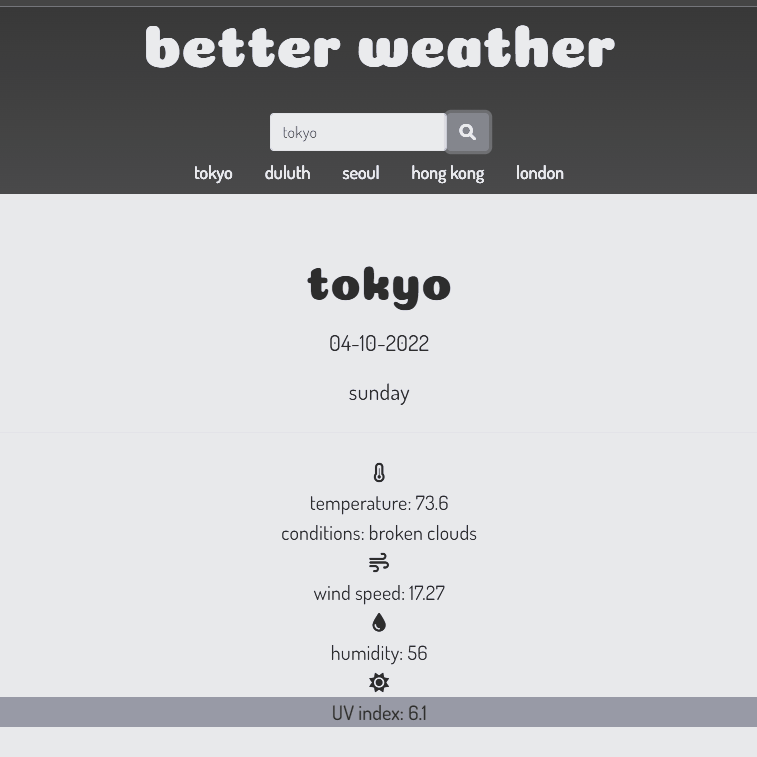 better weather
tokyo
tokyo duluth seoul hong kong london
tokyo
04-10-2022
sunday
temperature: 73.6
conditions: broken clouds
wind speed: 17.27
humidity: 56
UV index: 6.1